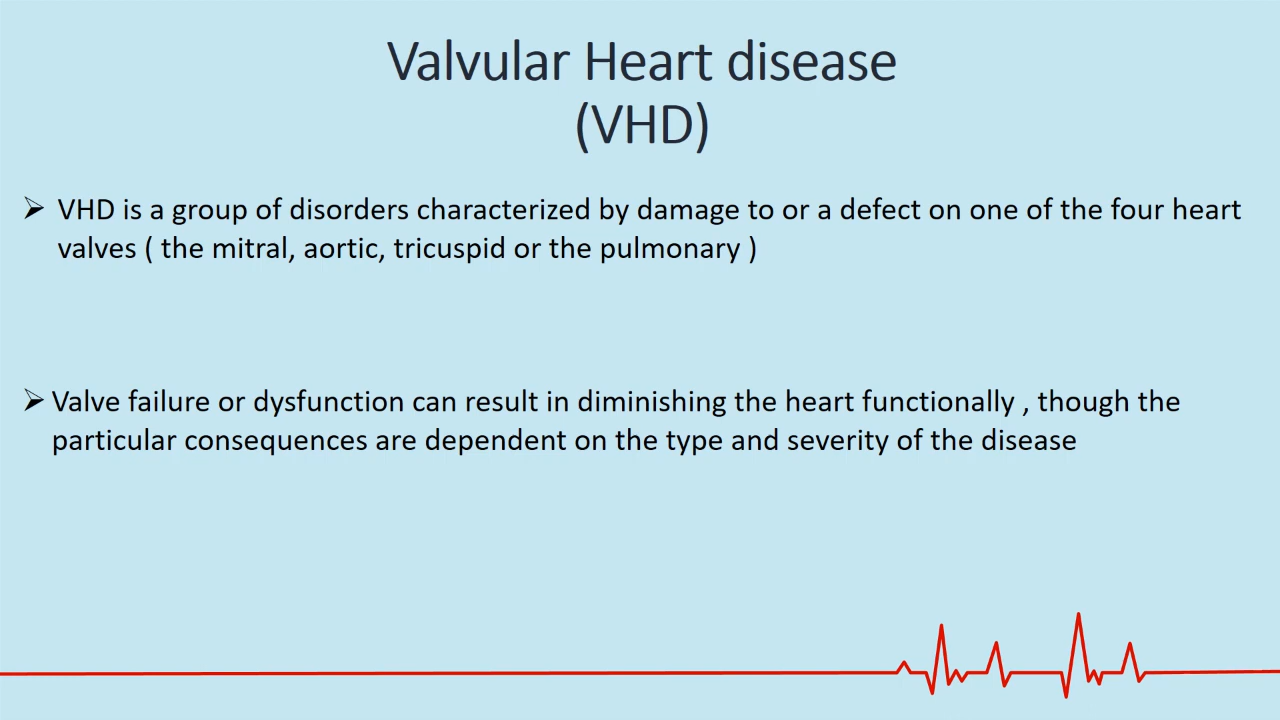 Valvular Heart disease
(VHD)
➢ VHD is a group of disorders characterized by damage to or a defect on one of the four heart
valves ( the mitral, aortic, tricuspid or the pulmonary )
➢ Valve failure or dysfunction can result in diminishing the heart functionally , though the
particular consequences are dependent on the type and severity of the disease